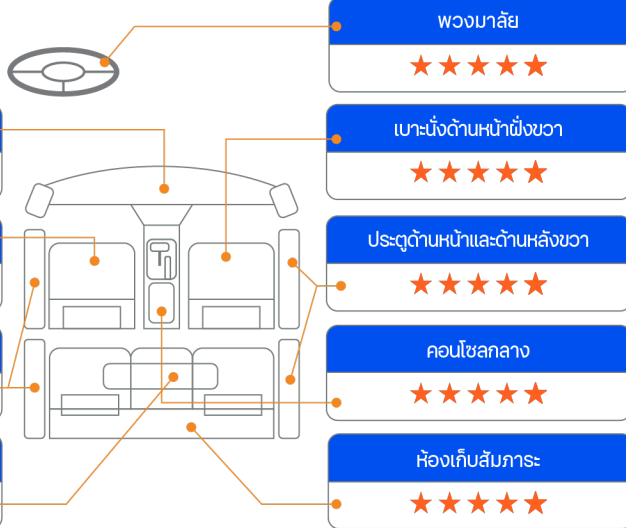 พวงมาลัย
เบาะนั่งด้านหน้าฝั่งขวา
ประตูด้านหน้าและด้านหลังขวา
คอนโซลกลาง
ห้องเก็บสัมภาระ